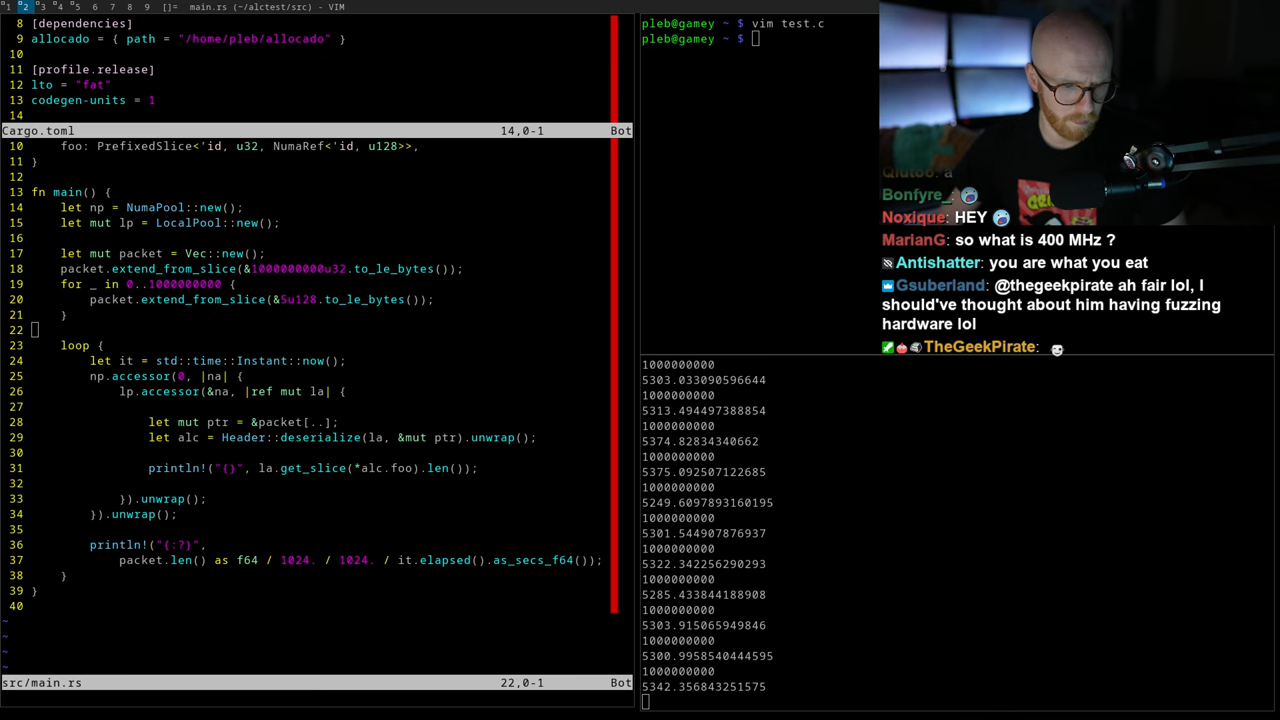 1 2 3 4 5 6 7 8 9 []= main.rs (~/alctest/src) - VIM
8 [dependencies]
9 allocado = { path = "/home/pleb/allocado" }
10
11 [profile.release]
12 lto = "fat"
13 codegen-units = 1
14
Cargo.toml 14,0-1 Bot
10 foo: PrefixedSlice<'id, u32, NumaRef<'id, u128>>,
11 }
12
13 fn main() {
14 let np = NumaPool::new();
15 let mut lp = LocalPool::new();
16
17 let mut packet = Vec::new();
18 packet.extend_from_slice(&1000000000u32.to_le_bytes());
19 for _ in 0..1000000000 {
20 packet.extend_from_slice(&5u128.to_le_bytes());
21 }
22
23 loop {
24 let it = std::time::Instant::now();
25 np.accessor(0, |na| {
26 lp.accessor(&na, |ref mut la| {
27
28 let mut ptr = &packet[..];
29 let alc = Header::deserialize(la, &mut ptr).unwrap();
30
31 println!("{}", la.get_slice(*alc.foo).len());
32
33 }).unwrap();
34 }).unwrap();
35
36 println!("{:?}",
37 packet.len() as f64 / 1024. / 1024. / it.elapsed().as_secs_f64());
38 }
39 }
40
~
~
~
~
src/main.rs 22,0-1 Bot
pleb@gamey ~ $ vim test.c
pleb@gamey ~ $
Bonfyre_:
Noxique: HEY
MarianG: so what is 400 MHz ?
Antishatter: you are what you eat
Gsuberland: @thegeekpirate ah fair lol, I
should've thought about him having fuzzing
hardware lol
TheGeekPirate:
1000000000
5303.033090596644
1000000000
5313.494497388854
1000000000
5374.82834340662
1000000000
5375.092507122685
1000000000
5249.6097893160195
1000000000
5301.544907876937
1000000000
5322.342256290293
1000000000
5285.433844188908
1000000000
5303.915065949846
1000000000
5300.9958540444595
1000000000
5342.356843251575